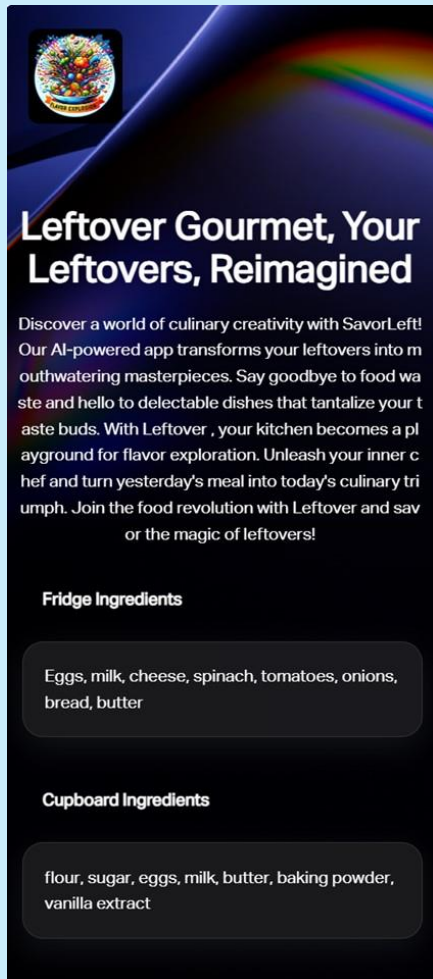 FLAVOR EXPLOSION
Leftover Gourmet, Your
Leftovers, Reimagined
Discover a world of culinary creativity with SavorLeft!
Our AI-powered app transforms your leftovers into m
outhwatering masterpieces. Say goodbye to food wa
ste and hello to delectable dishes that tantalize your t
aste buds. With Leftover , your kitchen becomes a pl
ayground for flavor exploration. Unleash your inner c
hef and turn yesterday's meal into today's culinary tri
umph. Join the food revolution with Leftover and sav
or the magic of leftovers!
Fridge Ingredients
Eggs, milk, cheese, spinach, tomatoes, onions,
bread, butter
Cupboard Ingredients
flour, sugar, eggs, milk, butter, baking powder,
vanilla extract